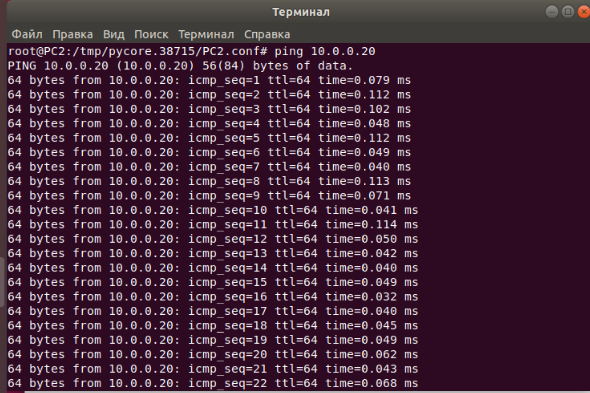 Терминал
Файл Правка Вид Поиск Терминал Справка
root@PC2:/tmp/pycore.38715/PC2.conf# ping 10.0.0.20
PING 10.0.0.20 (10.0.0.20) 56(84) bytes of data.
64 bytes from 10.0.0.20: icmp_seq=1 ttl=64 time=0.079 ms
64 bytes from 10.0.0.20: icmp_seq=2 ttl=64 time=0.112 ms
64 bytes from 10.0.0.20: icmp_seq=3 ttl=64 time=0.102 ms
64 bytes from 10.0.0.20: icmp_seq=4 ttl=64 time=0.048 ms
64 bytes from 10.0.0.20: icmp_seq=5 ttl=64 time=0.112 ms
64 bytes from 10.0.0.20: icmp_seq=6 ttl=64 time=0.049 ms
64 bytes from 10.0.0.20: icmp_seq=7 ttl=64 time=0.040 ms
64 bytes from 10.0.0.20: icmp_seq=8 ttl=64 time=0.113 ms
64 bytes from 10.0.0.20: icmp_seq=9 ttl=64 time=0.071 ms
64 bytes from 10.0.0.20: icmp_seq=10 ttl=64 time=0.041 ms
64 bytes from 10.0.0.20: icmp_seq=11 ttl=64 time=0.114 ms
64 bytes from 10.0.0.20: icmp_seq=12 ttl=64 time=0.050 ms
64 bytes from 10.0.0.20: icmp_seq=13 ttl=64 time=0.042 ms
64 bytes from 10.0.0.20: icmp_seq=14 ttl=64 time=0.040 ms
64 bytes from 10.0.0.20: icmp_seq=15 ttl=64 time=0.049 ms
64 bytes from 10.0.0.20: icmp_seq=16 ttl=64 time=0.032 ms
64 bytes from 10.0.0.20: icmp_seq=17 ttl=64 time=0.040 ms
64 bytes from 10.0.0.20: icmp_seq=18 ttl=64 time=0.045 ms
64 bytes from 10.0.0.20: icmp_seq=19 ttl=64 time=0.049 ms
64 bytes from 10.0.0.20: icmp_seq=20 ttl=64 time=0.062 ms
64 bytes from 10.0.0.20: icmp_seq=21 ttl=64 time=0.043 ms
64 bytes from 10.0.0.20: icmp_seq=22 ttl=64 time=0.068 ms